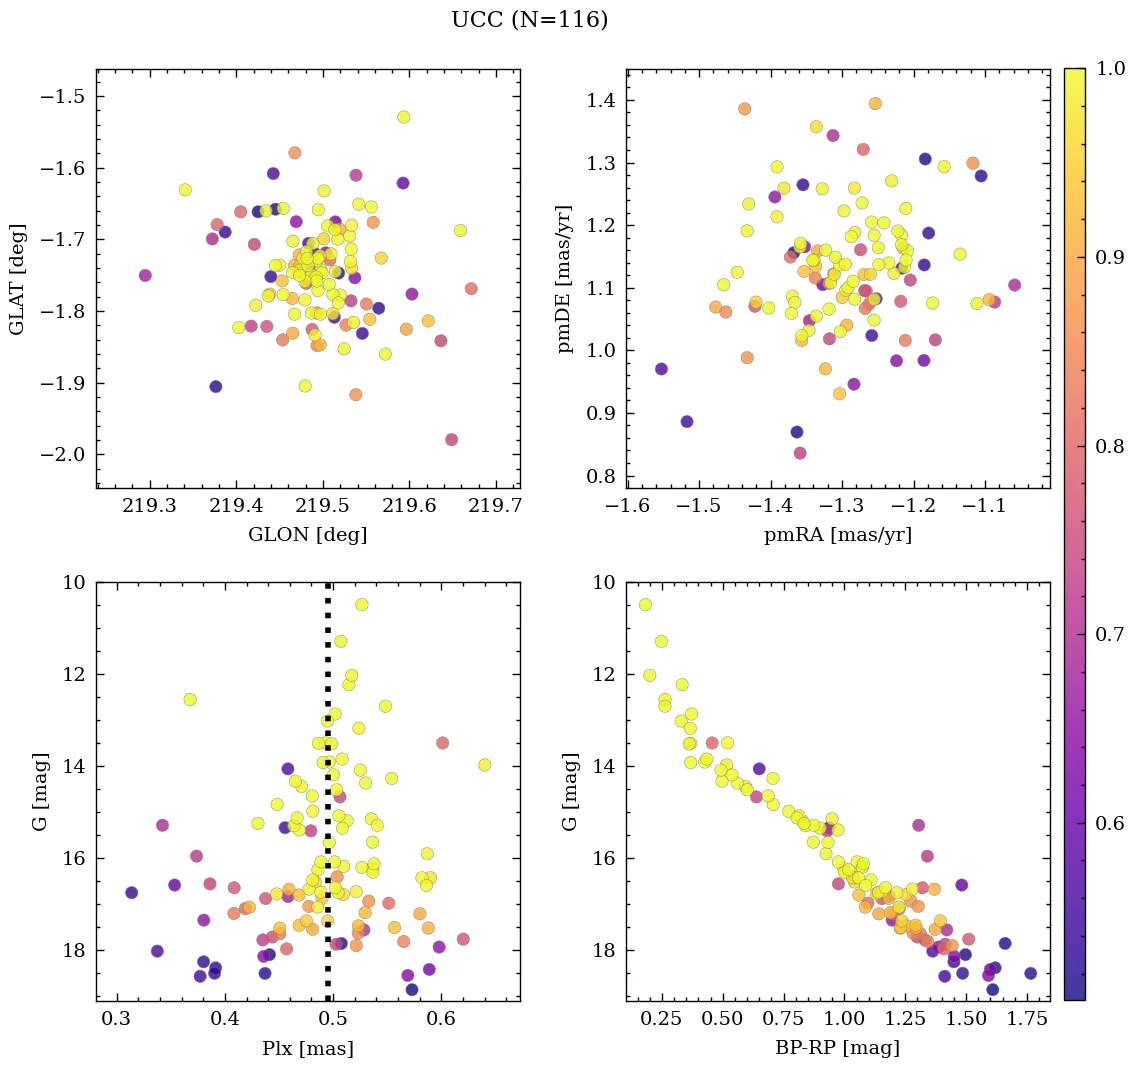 UCC (N=116)
−1.5
−1.6
−1.7
−1.8
−1.9
−2.0
GLAT [deg]
219.3 219.4 219.5 219.6 219.7
GLON [deg]
1.4
1.3
1.2
1.1
1.0
0.9
0.8
pmDE [mas/yr]
−1.6 −1.5 −1.4 −1.3 −1.2 −1.1
pmRA [mas/yr]
1.0
0.9
0.8
0.7
0.6
10
12
14
16
18
G [mag]
0.3 0.4 0.5 0.6
Plx [mas]
10
12
14
16
18
G [mag]
0.25 0.50 0.75 1.00 1.25 1.50 1.75
BP-RP [mag]